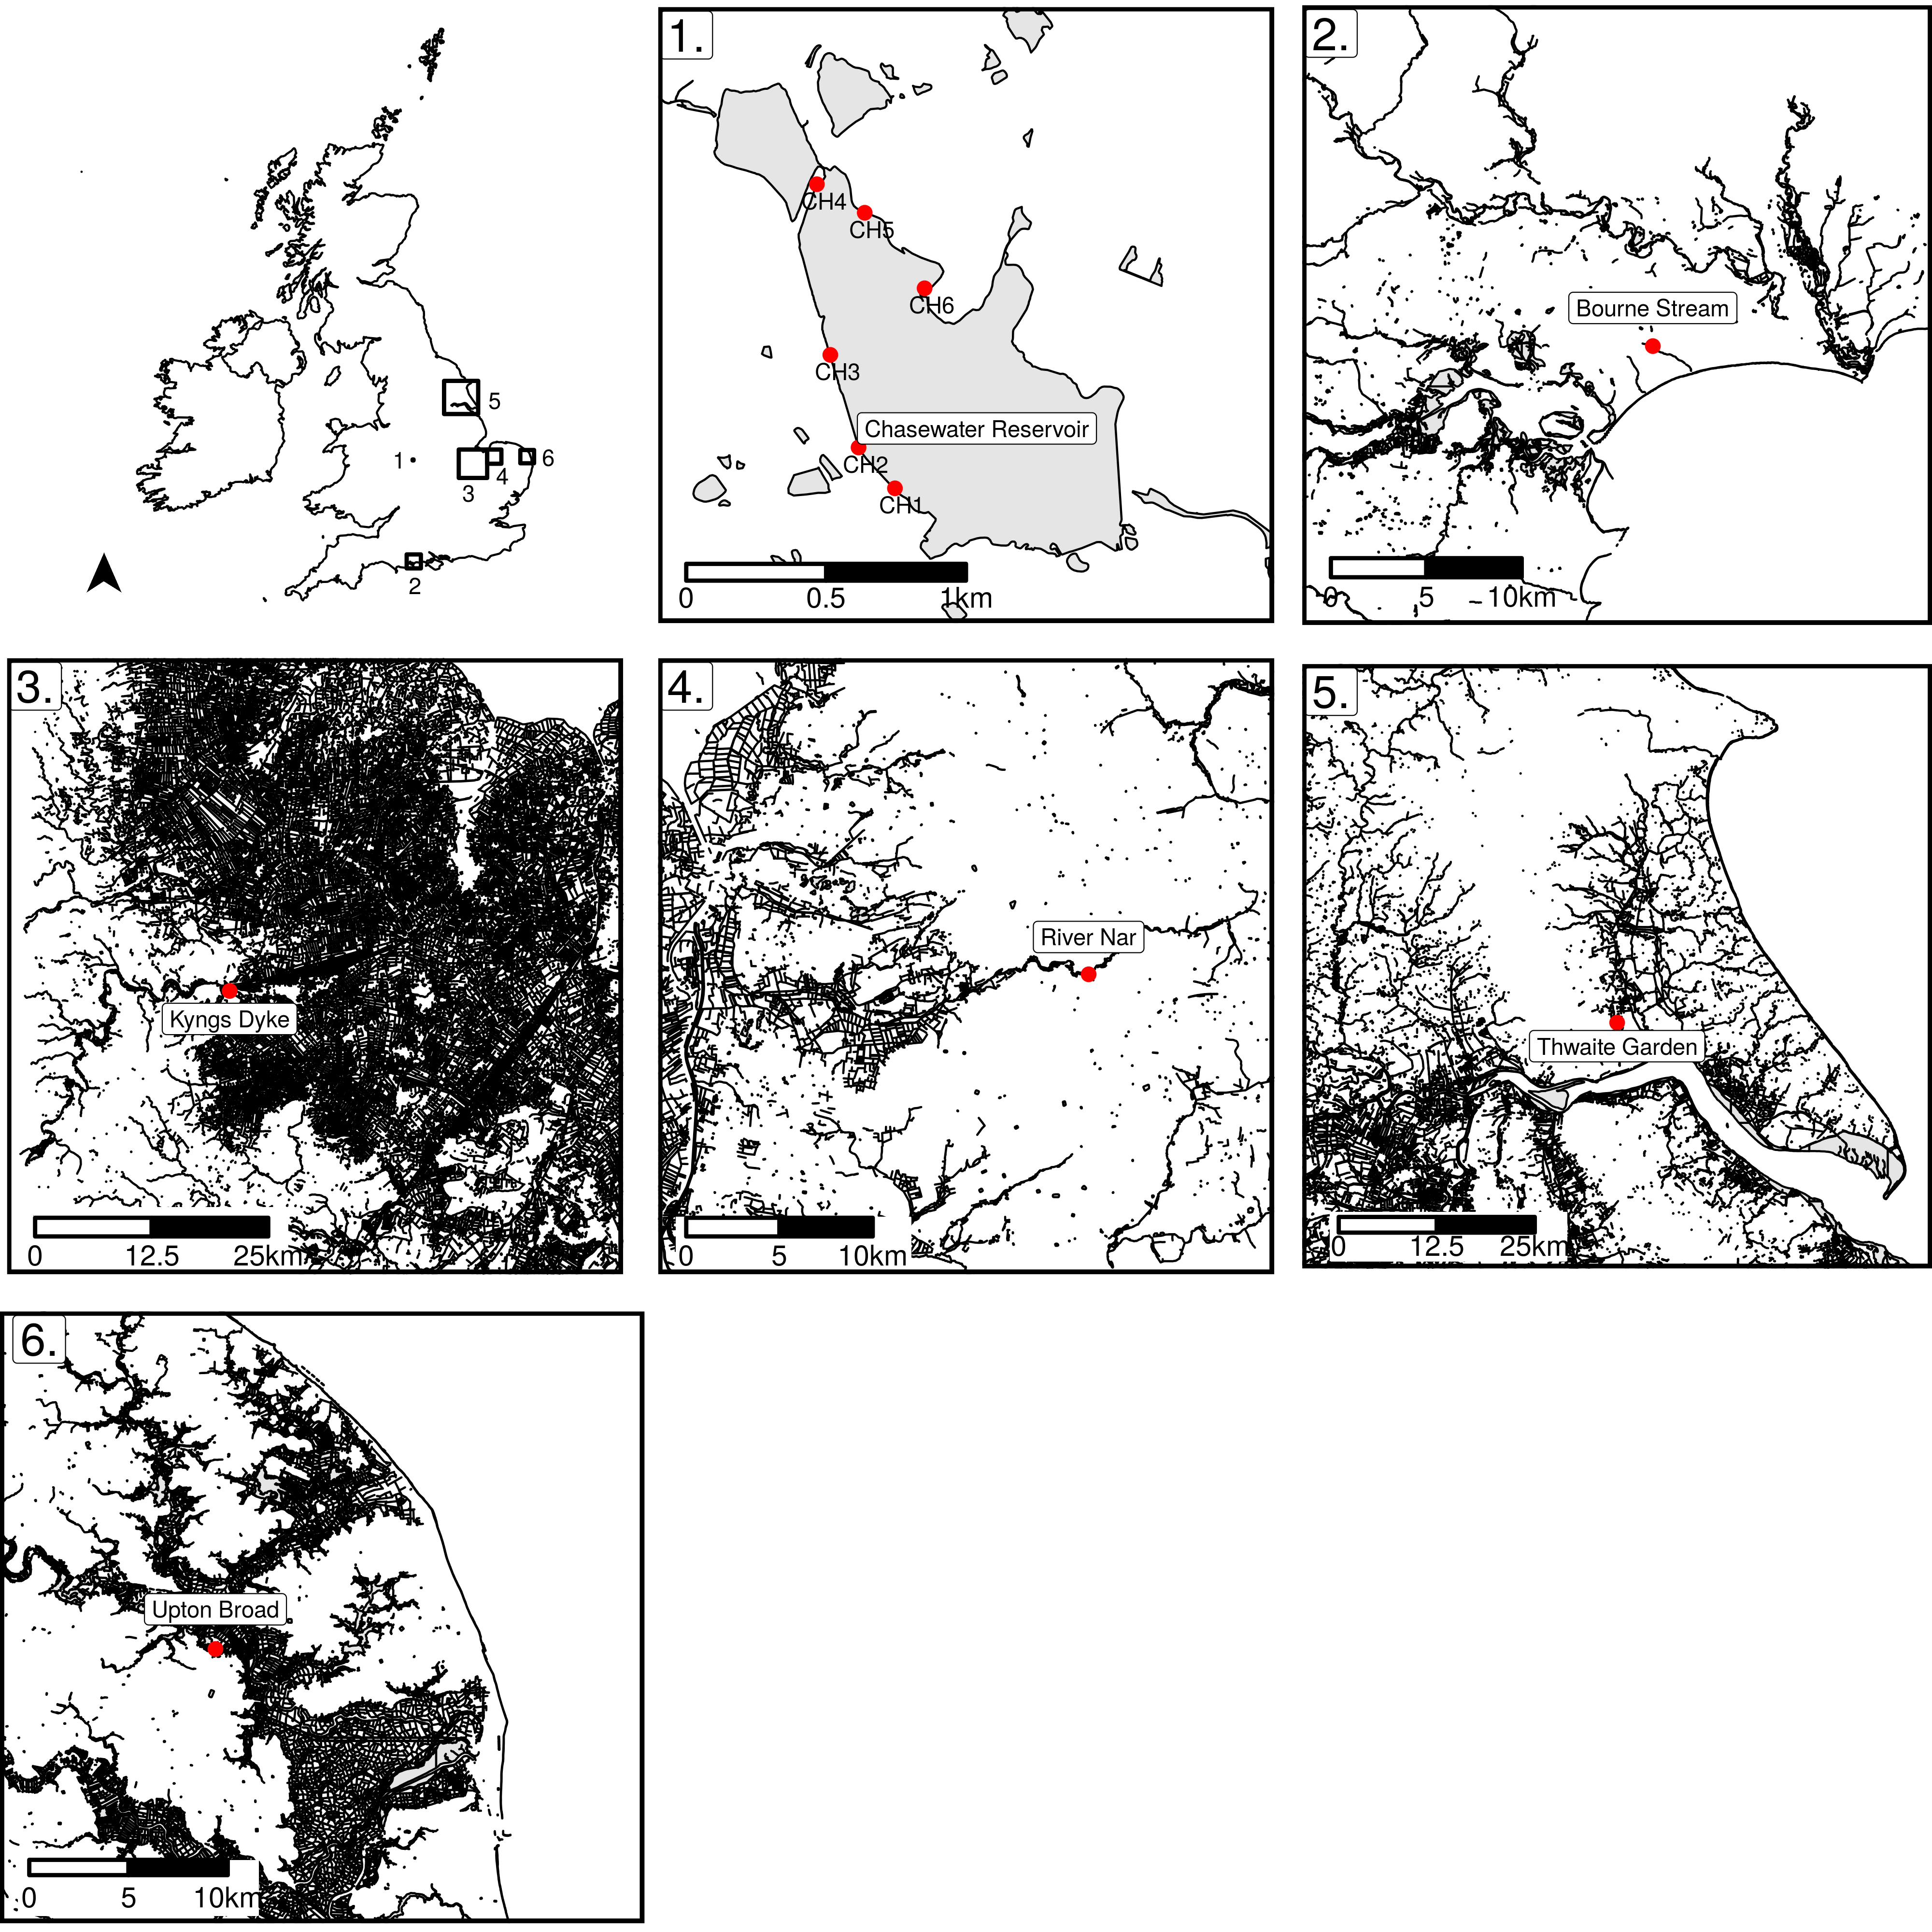 5
1
4
6
3
2
1.
CH4
CH5
CH6
CH3
Chasewater Reservoir
CH2
CH1
0 0.5 1km
2.
Bourne Stream
0 5 10km
3.
Kyngs Dyke
0 12.5 25km
4.
River Nar
0 5 10km
5.
Thwaite Garden
0 12.5 25km
6.
Upton Broad
0 5 10km